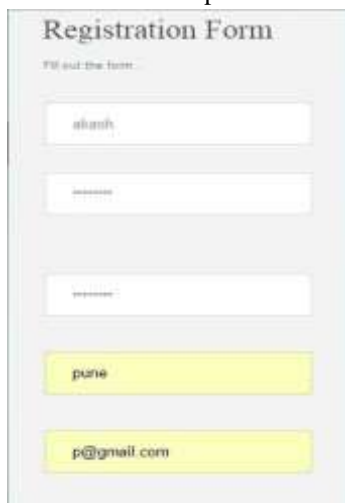 Registration Form
Fill out the form
akash
••••••••
••••••••
pune
p@gmail.com